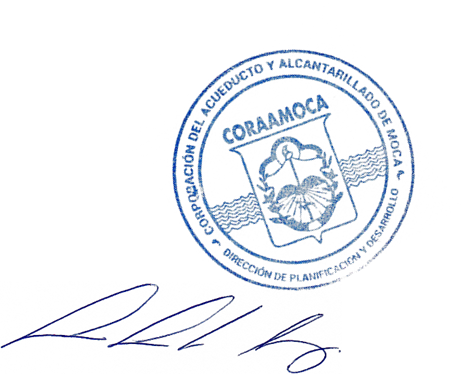 CORPORACIÓN DEL ACUEDUCTO Y ALCANTARILLADO DE MOCA
CORAAMOCA
DIRECCIÓN DE PLANIFICACIÓN Y DESARROLLO